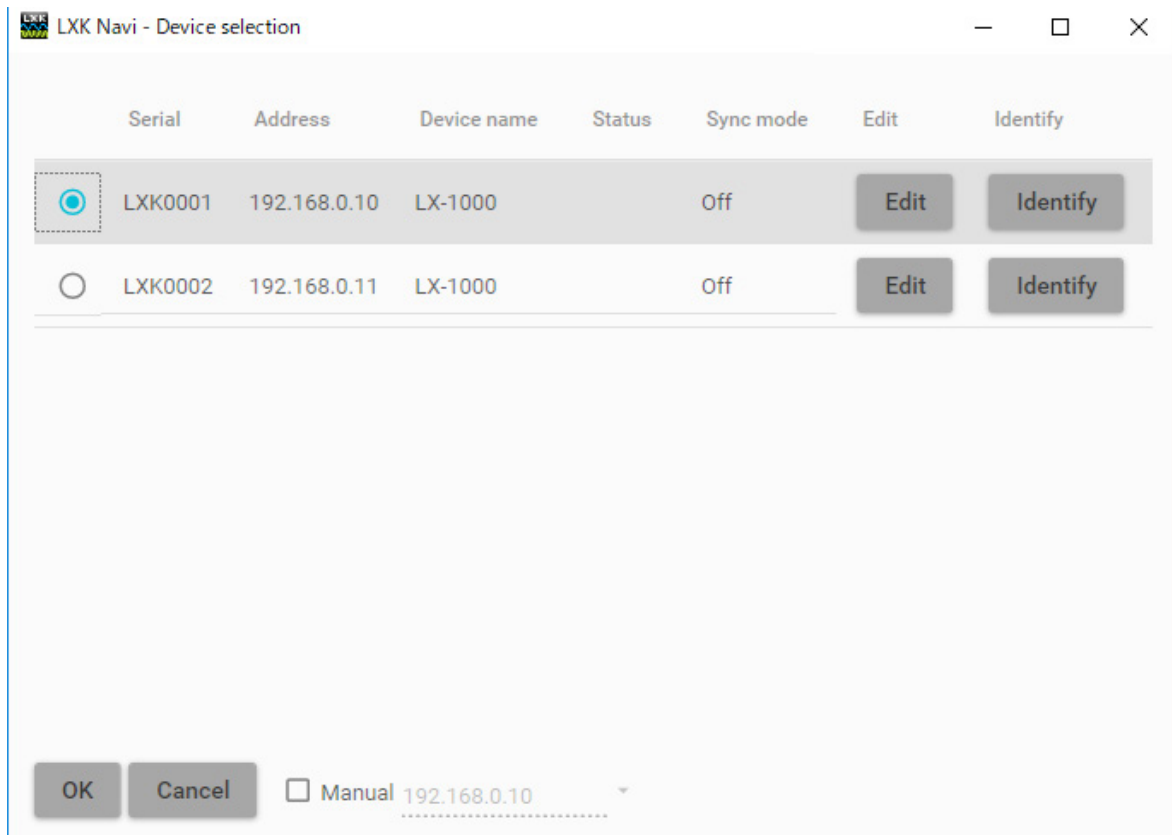 LXK
LXK Navi - Device selection
Serial Address Device name Status Sync mode Edit Identify
LXK0001 192.168.0.10 LX-1000 Off Edit Identify
LXK0002 192.168.0.11 LX-1000 Off Edit Identify
OK Cancel Manual 192.168.0.10